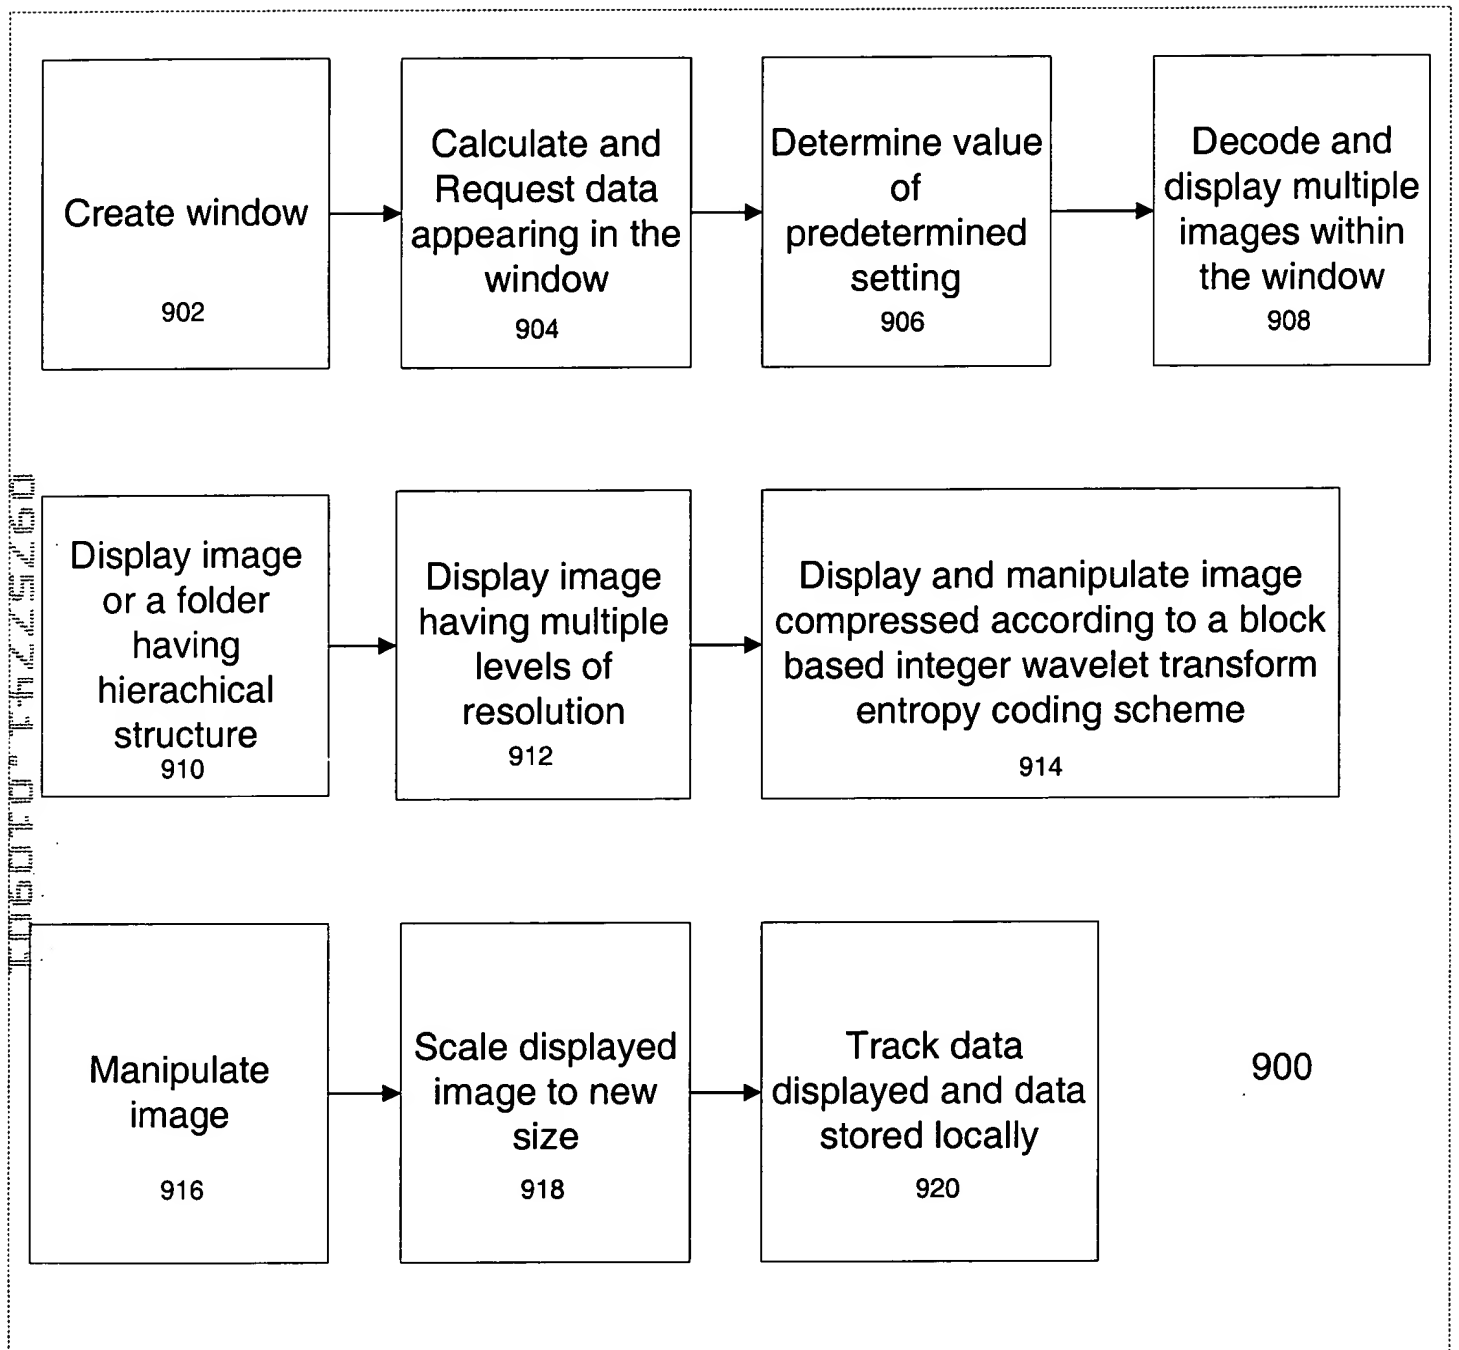 Create window
902
Calculate and
Request data
appearing in the
window
904
Determine value
of
predetermined
setting
906
Decode and
display multiple
images within
the window
908
Display image
or a folder
having
hierachical
structure
910
Display image
having multiple
levels of
resolution
912
Display and manipulate image
compressed according to a block
based integer wavelet transform
entropy coding scheme
914
Manipulate
image
916
Scale displayed
image to new
size
918
Track data
displayed and data
stored locally
920
900